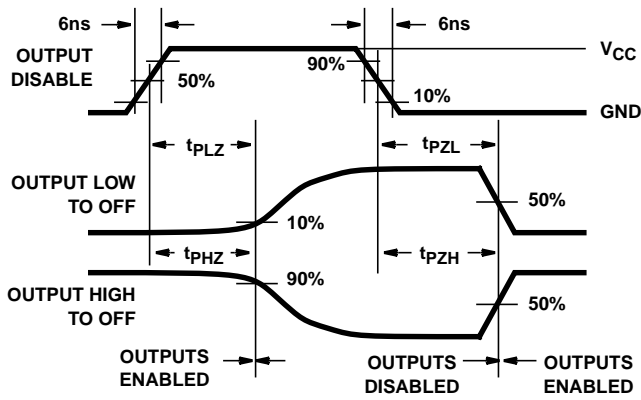 6ns
6ns
OUTPUT
DISABLE
50%
90%
10%
VCC
GND
tPLZ
tPZL
OUTPUT LOW
TO OFF
10%
50%
tPHZ
tPZH
OUTPUT HIGH
TO OFF
90%
50%
OUTPUTS
ENABLED
OUTPUTS
DISABLED
OUTPUTS
ENABLED